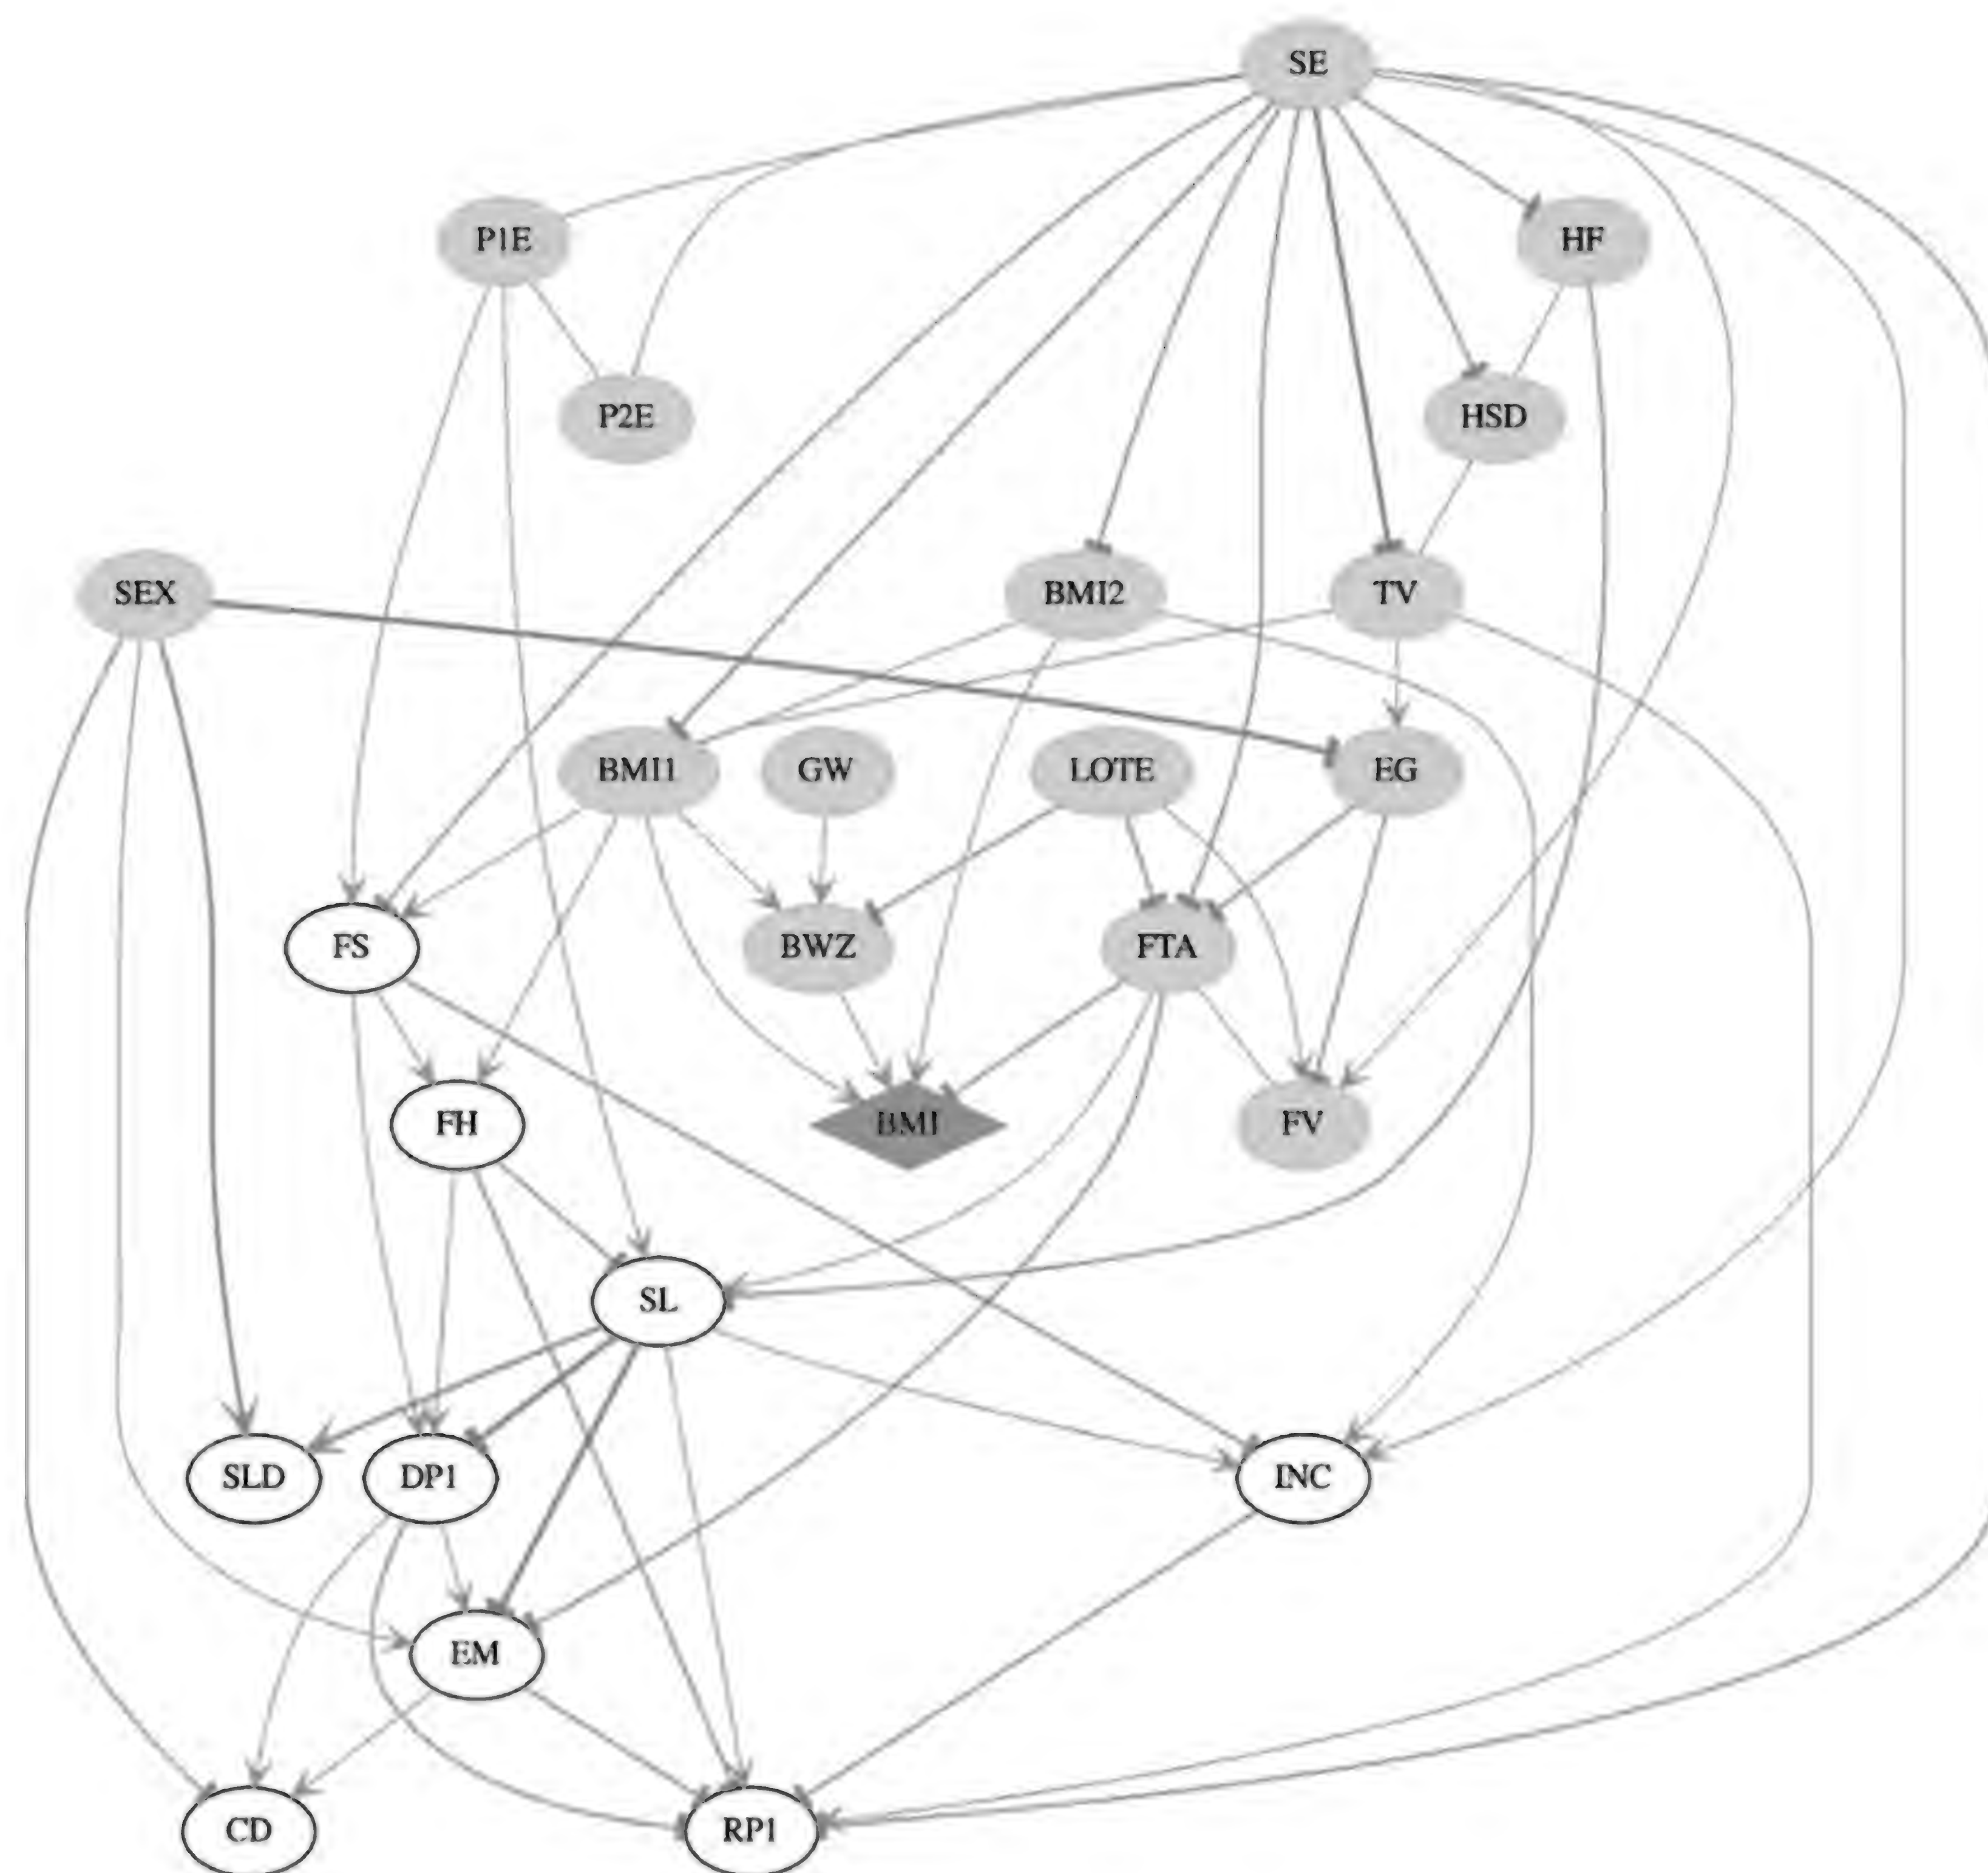 SE
P1E
HF
P2E
HSD
SEX
BMI2
TV
BMI1
GW
LOTE
EG
FS
BWZ
FTA
FH
BMI
FV
SL
SLD
DP1
INC
EM
CD
RP1